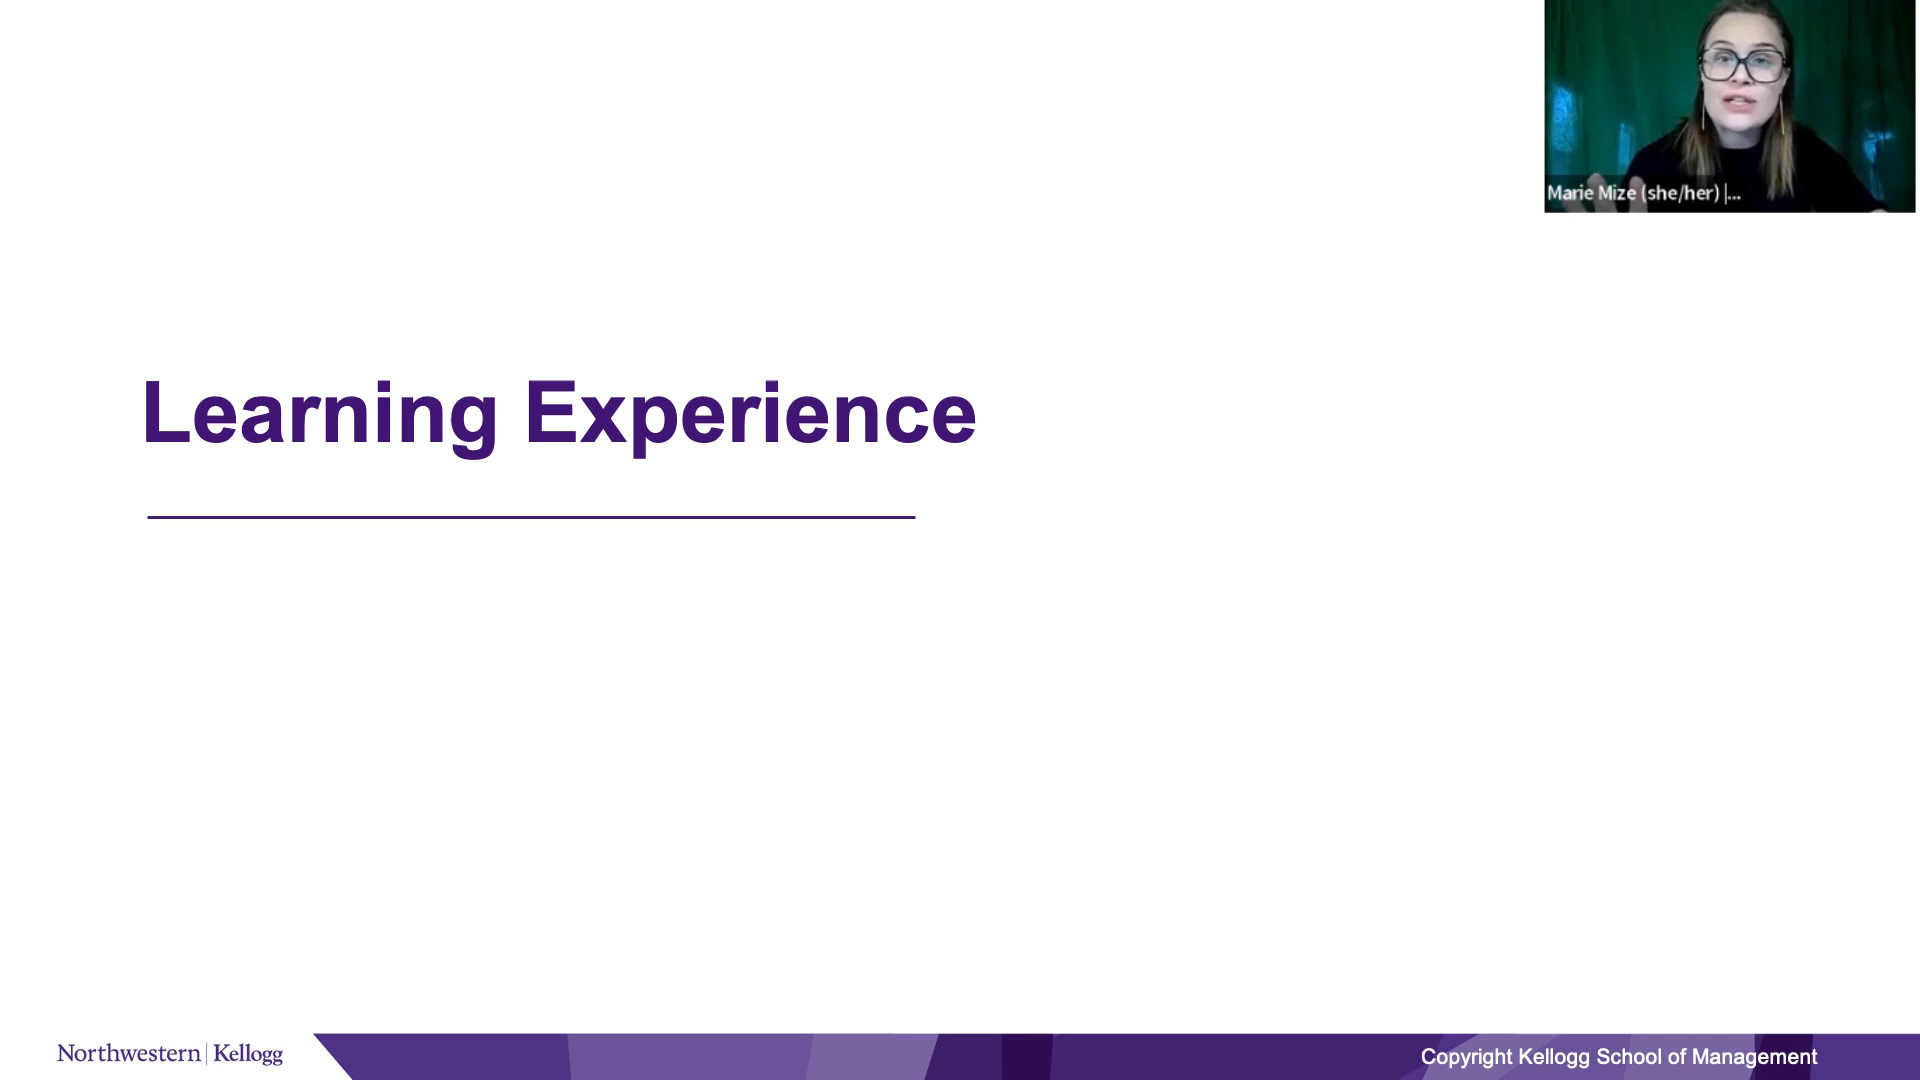 Marie Mize (she/her) |...
Learning Experience
Northwestern | Kellogg
Copyright Kellogg School of Management